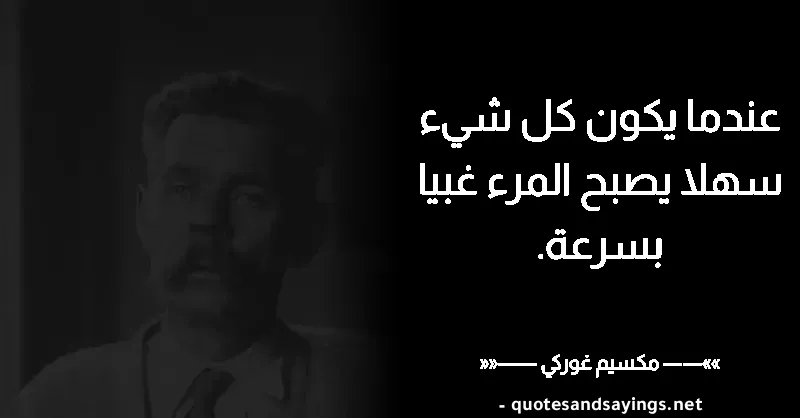 عندما يكون كل شيء
سهلا يصبح المرء غبيا
بسرعة.
»»—— مكسيم غوركي ——««
- quotesandsayings.net